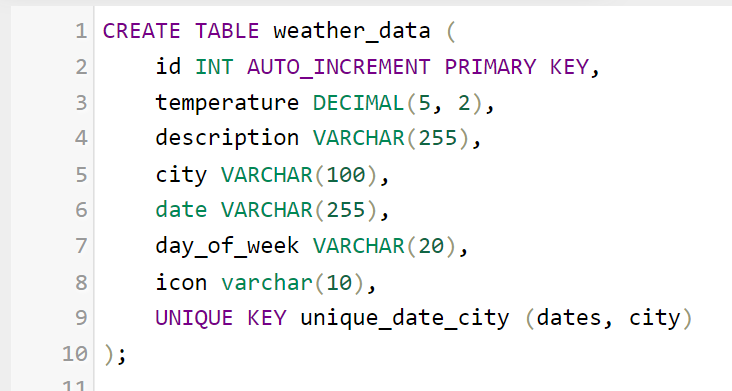 1 CREATE TABLE weather_data (
2 id INT AUTO_INCREMENT PRIMARY KEY,
3 temperature DECIMAL(5, 2),
4 description VARCHAR(255),
5 city VARCHAR(100),
6 date VARCHAR(255),
7 day_of_week VARCHAR(20),
8 icon varchar(10),
9 UNIQUE KEY unique_date_city (dates, city)
10 );
11